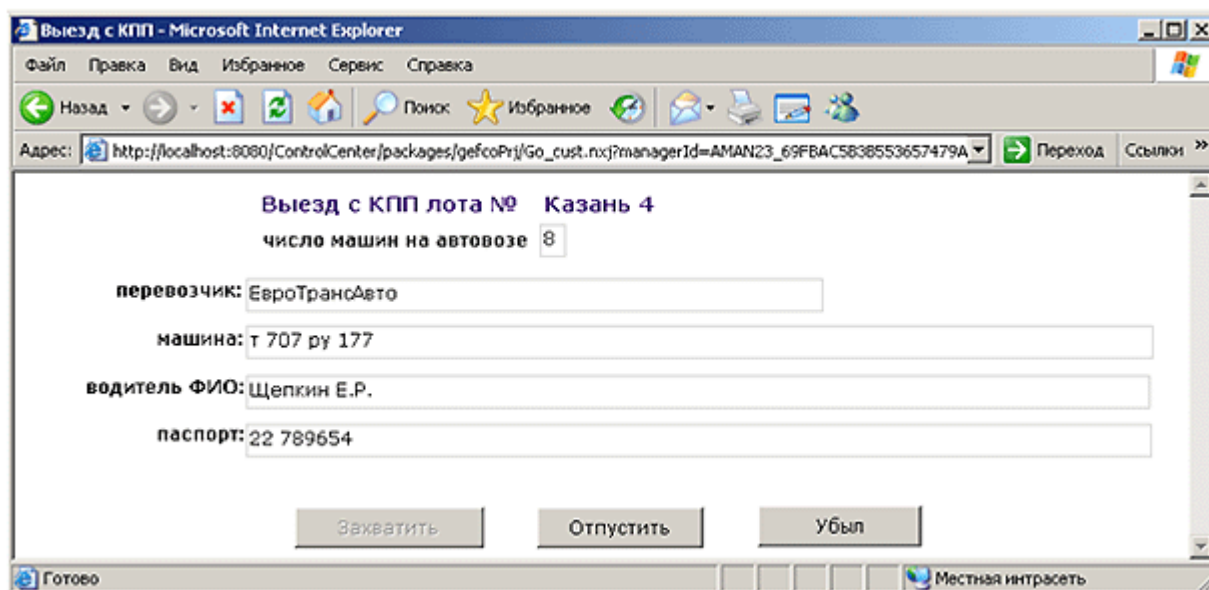 Выезд с КПП - Microsoft Internet Explorer
Файл Правка Вид Избранное Сервис Справка
Назад Поиск Избранное
Адрес: http://localhost:8080/ControlCenter/packages/gefcoPrj/Go_cust.nxj?managerId=AMAN23_69FBAC5B3B553657479A Переход Ссылки »
Выезд с КПП лота № Казань 4
число машин на автовозе 8
перевозчик: ЕвроТрансАвто
машина: т 707 ру 177
водитель ФИО: Щепкин Е.Р.
паспорт: 22 789654
Захватить Отпустить Убыл
Готово Местная интрасеть